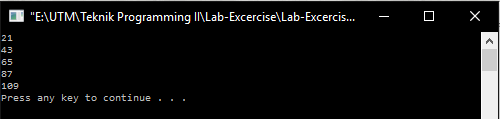 "E:\UTM\Teknik Programming II\Lab-Excercise\Lab-Excercis...
21
43
65
87
109
Press any key to continue . . .